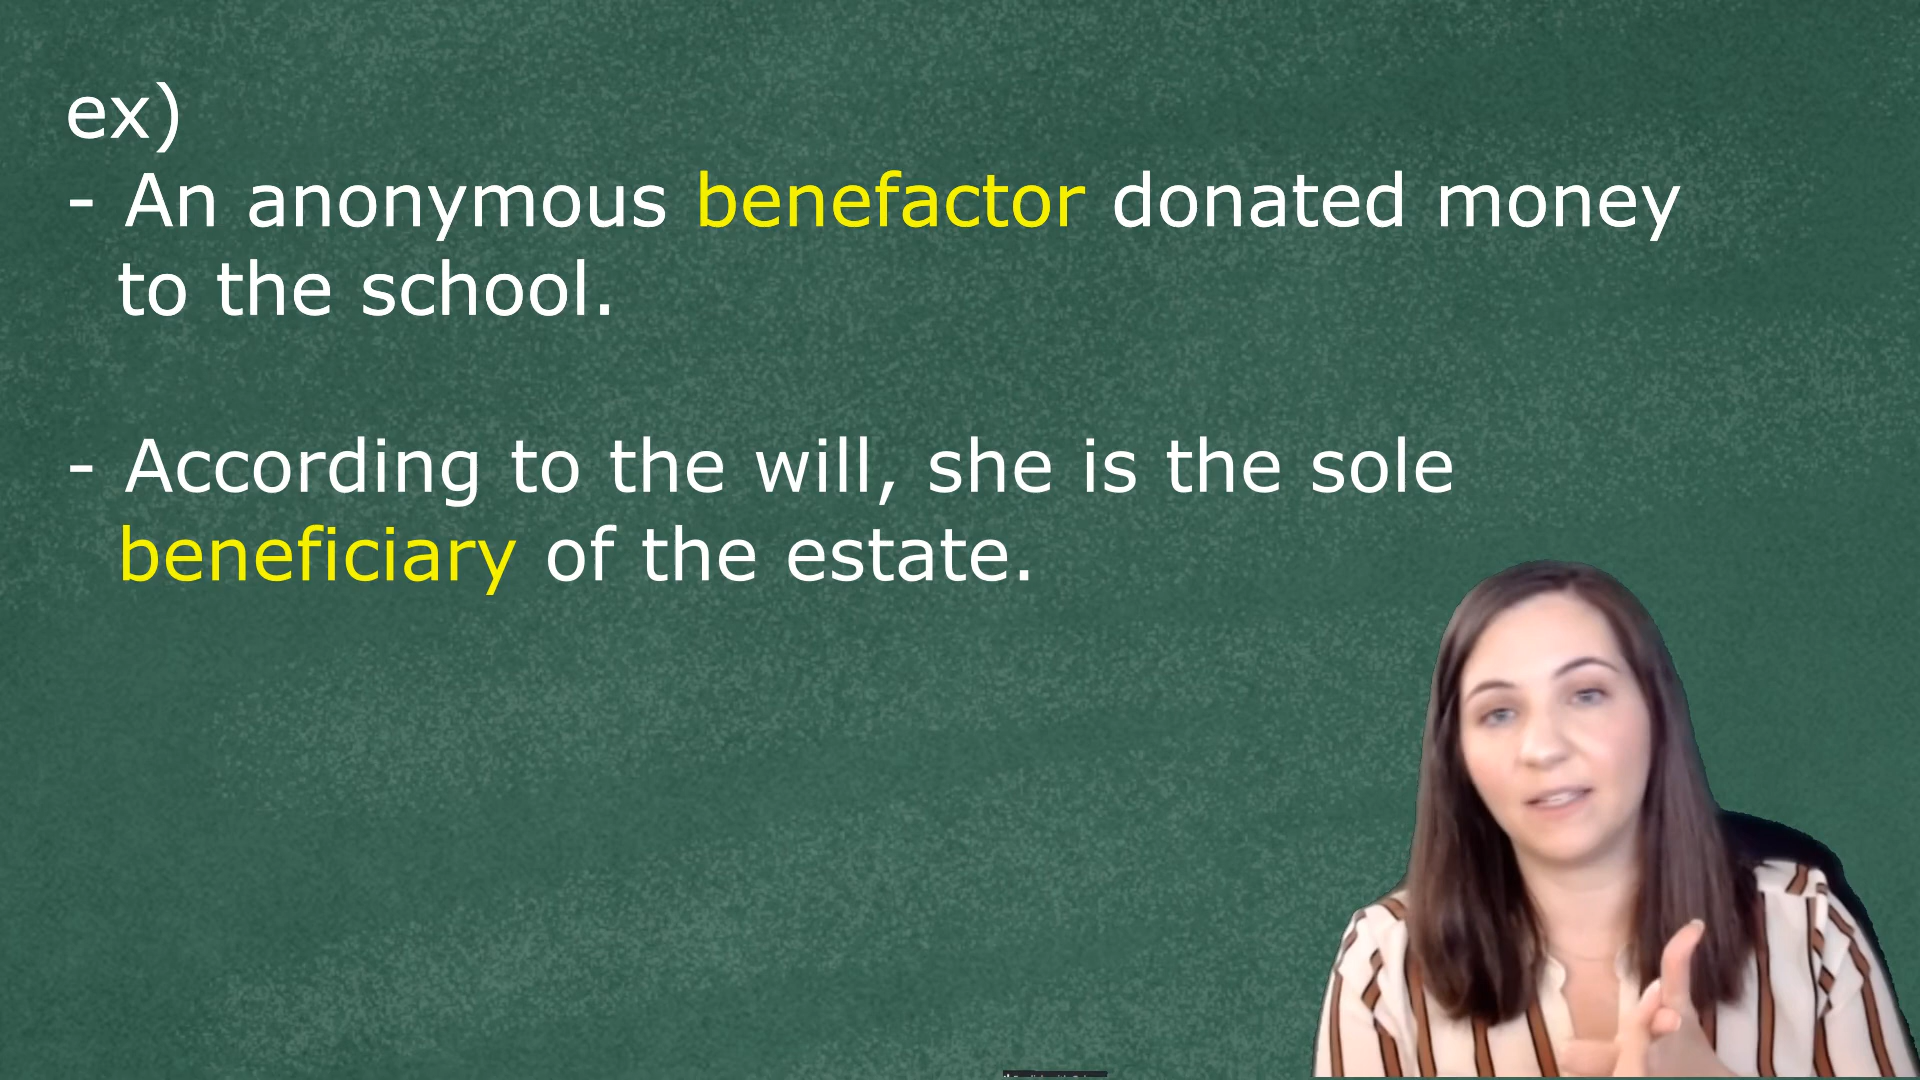 ex)
- An anonymous benefactor donated money
to the school.
- According to the will, she is the sole
beneficiary of the estate.